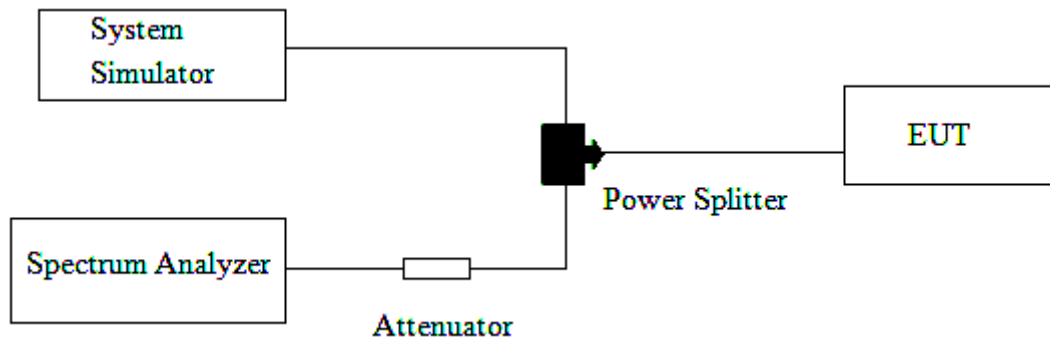 System
Simulator
EUT
Power Splitter
Spectrum Analyzer
Attenuator